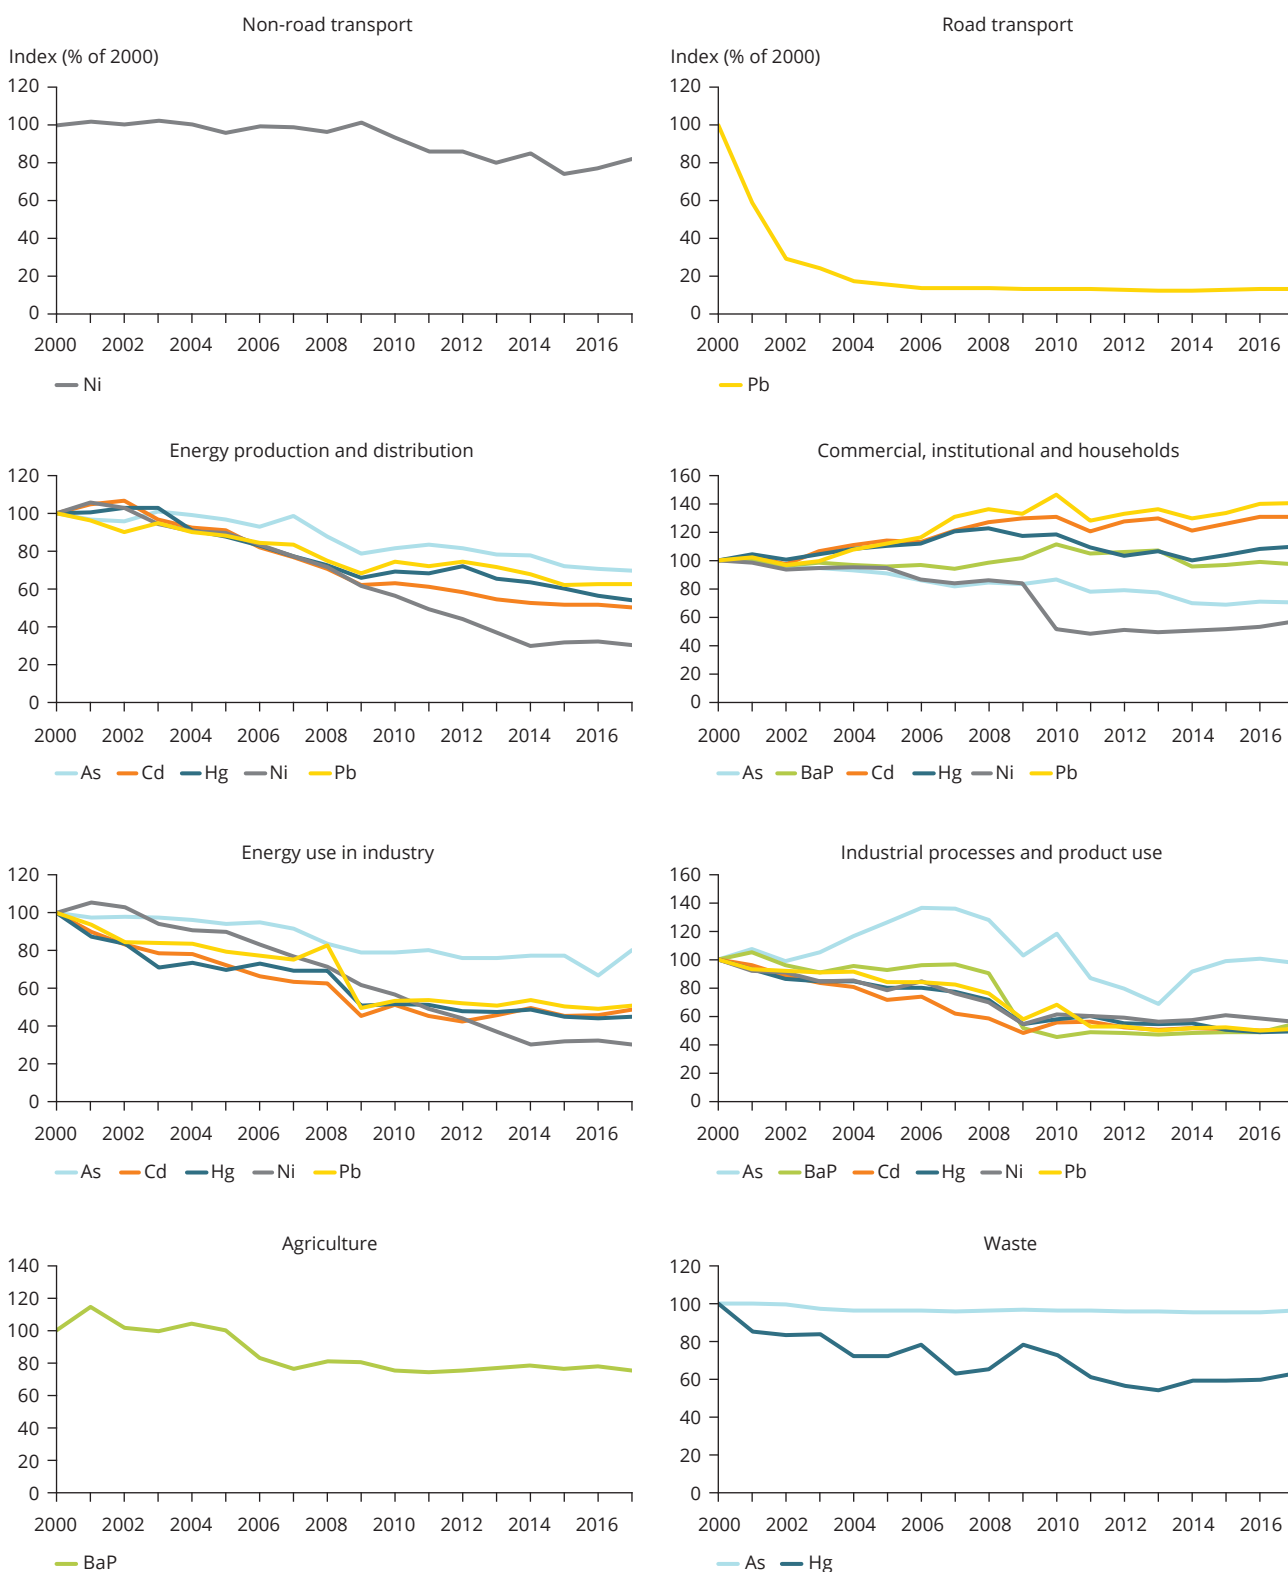 Non-road transport
Index (% of 2000)
120
100
80
60
40
20
0
2000 2002 2004 2006 2008 2010 2012 2014 2016
Ni
Road transport
Index (% of 2000)
120
100
80
60
40
20
0
2000 2002 2004 2006 2008 2010 2012 2014 2016
Pb
Energy production and distribution
120
100
80
60
40
20
0
2000 2002 2004 2006 2008 2010 2012 2014 2016
As Cd Hg Ni Pb
Commercial, institutional and households
160
140
120
100
80
60
40
20
0
2000 2002 2004 2006 2008 2010 2012 2014 2016
As BaP Cd Hg Ni Pb
Energy use in industry
120
100
80
60
40
20
0
2000 2002 2004 2006 2008 2010 2012 2014 2016
As Cd Hg Ni Pb
Industrial processes and product use
160
140
120
100
80
60
40
20
0
2000 2002 2004 2006 2008 2010 2012 2014 2016
As BaP Cd Hg Ni Pb
Agriculture
140
120
100
80
60
40
20
0
2000 2002 2004 2006 2008 2010 2012 2014 2016
BaP
Waste
120
100
80
60
40
20
0
2000 2002 2004 2006 2008 2010 2012 2014 2016
As Hg